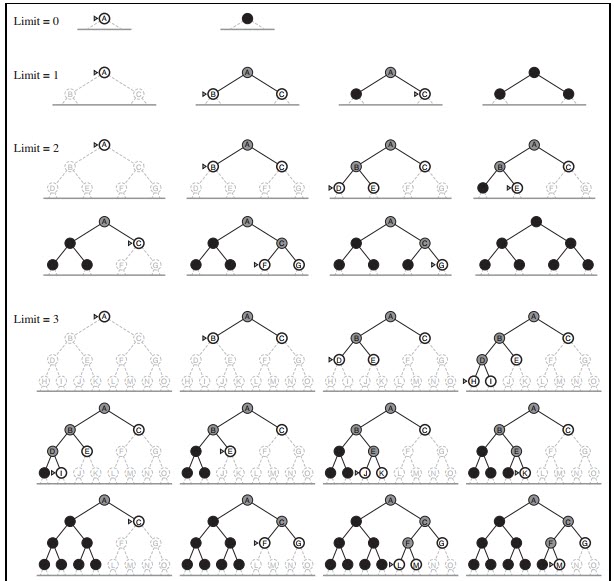 Limit = 0 A
Limit = 1 A A A
B C B C C
Limit = 2 A A A A
B C B C B C B C
D E F G D E F G D E F G E F G
A A A
C C C
F G F G G
Limit = 3 A A A A
B C B C B C B C
D E F G D E F G D E F G D E F G
H I J K L M N O H I J K L M N O H I J K L M N O H I J K L M N O
A A A A
B C B C B C B C
D E F G E F G E F G E F G
I J K L M N O J K L M N O J K L M N O K L M N O
A A A A
C C C C
F G F G F G F G
L M N O L M N O L M N O M N O